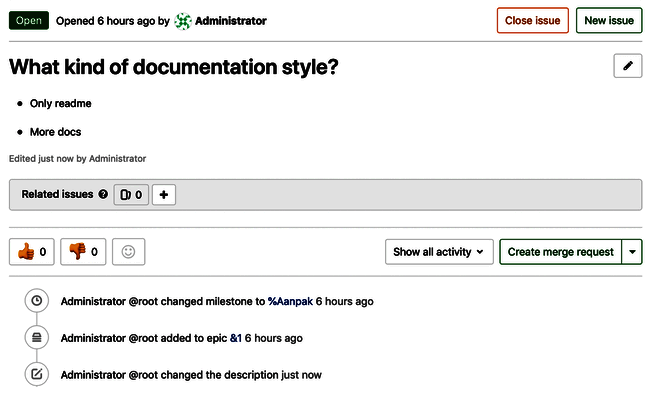 Open Opened 6 hours ago by Administrator Close issue New issue
What kind of documentation style?
Only readme
More docs
Edited just now by Administrator
Related issues 0
0 0 Show all activity Create merge request
Administrator @root changed milestone to %Aanpak 6 hours ago
Administrator @root added to epic &1 6 hours ago
Administrator @root changed the description just now